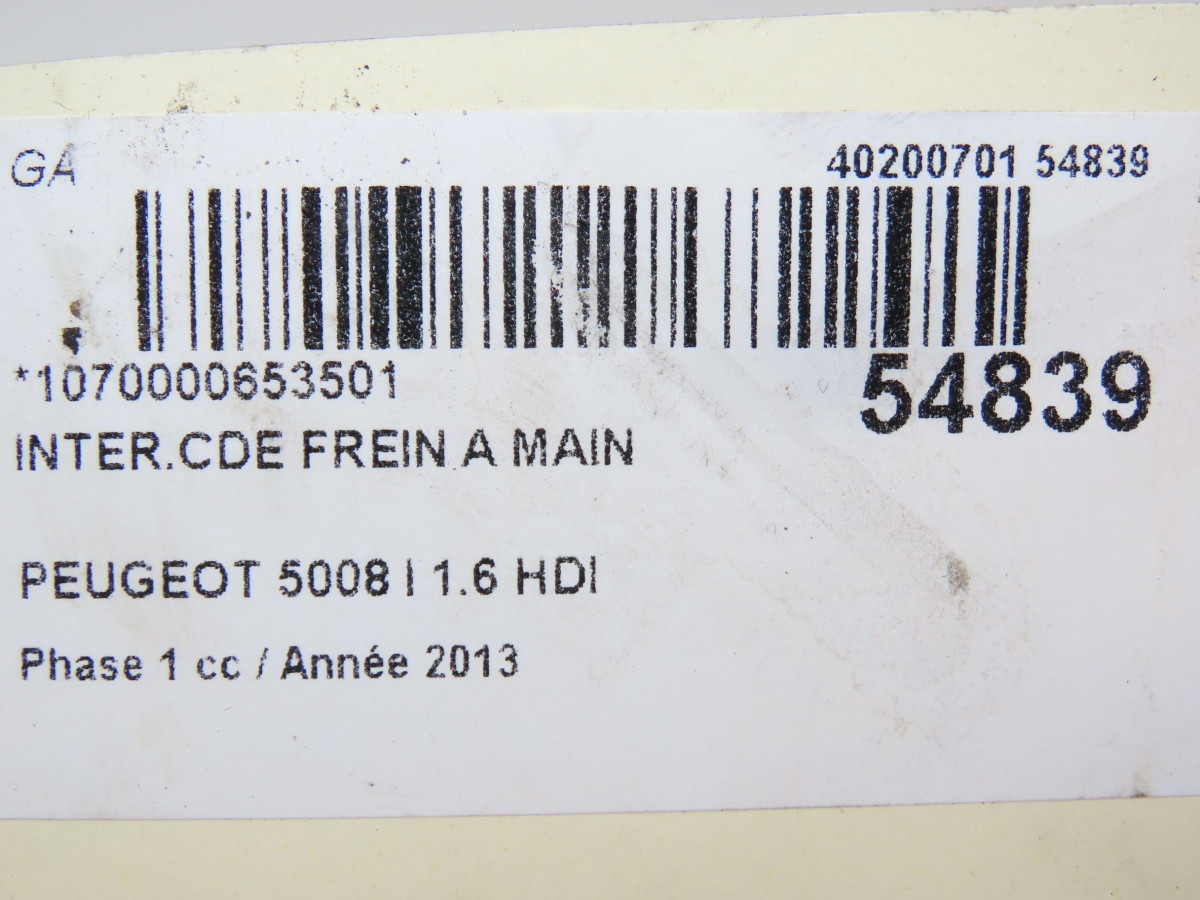 GA
40200701 54839
*1070000653501
54839
INTER.CDE FREIN A MAIN
PEUGEOT 5008 I 1.6 HDI
Phase 1 cc / Année 2013